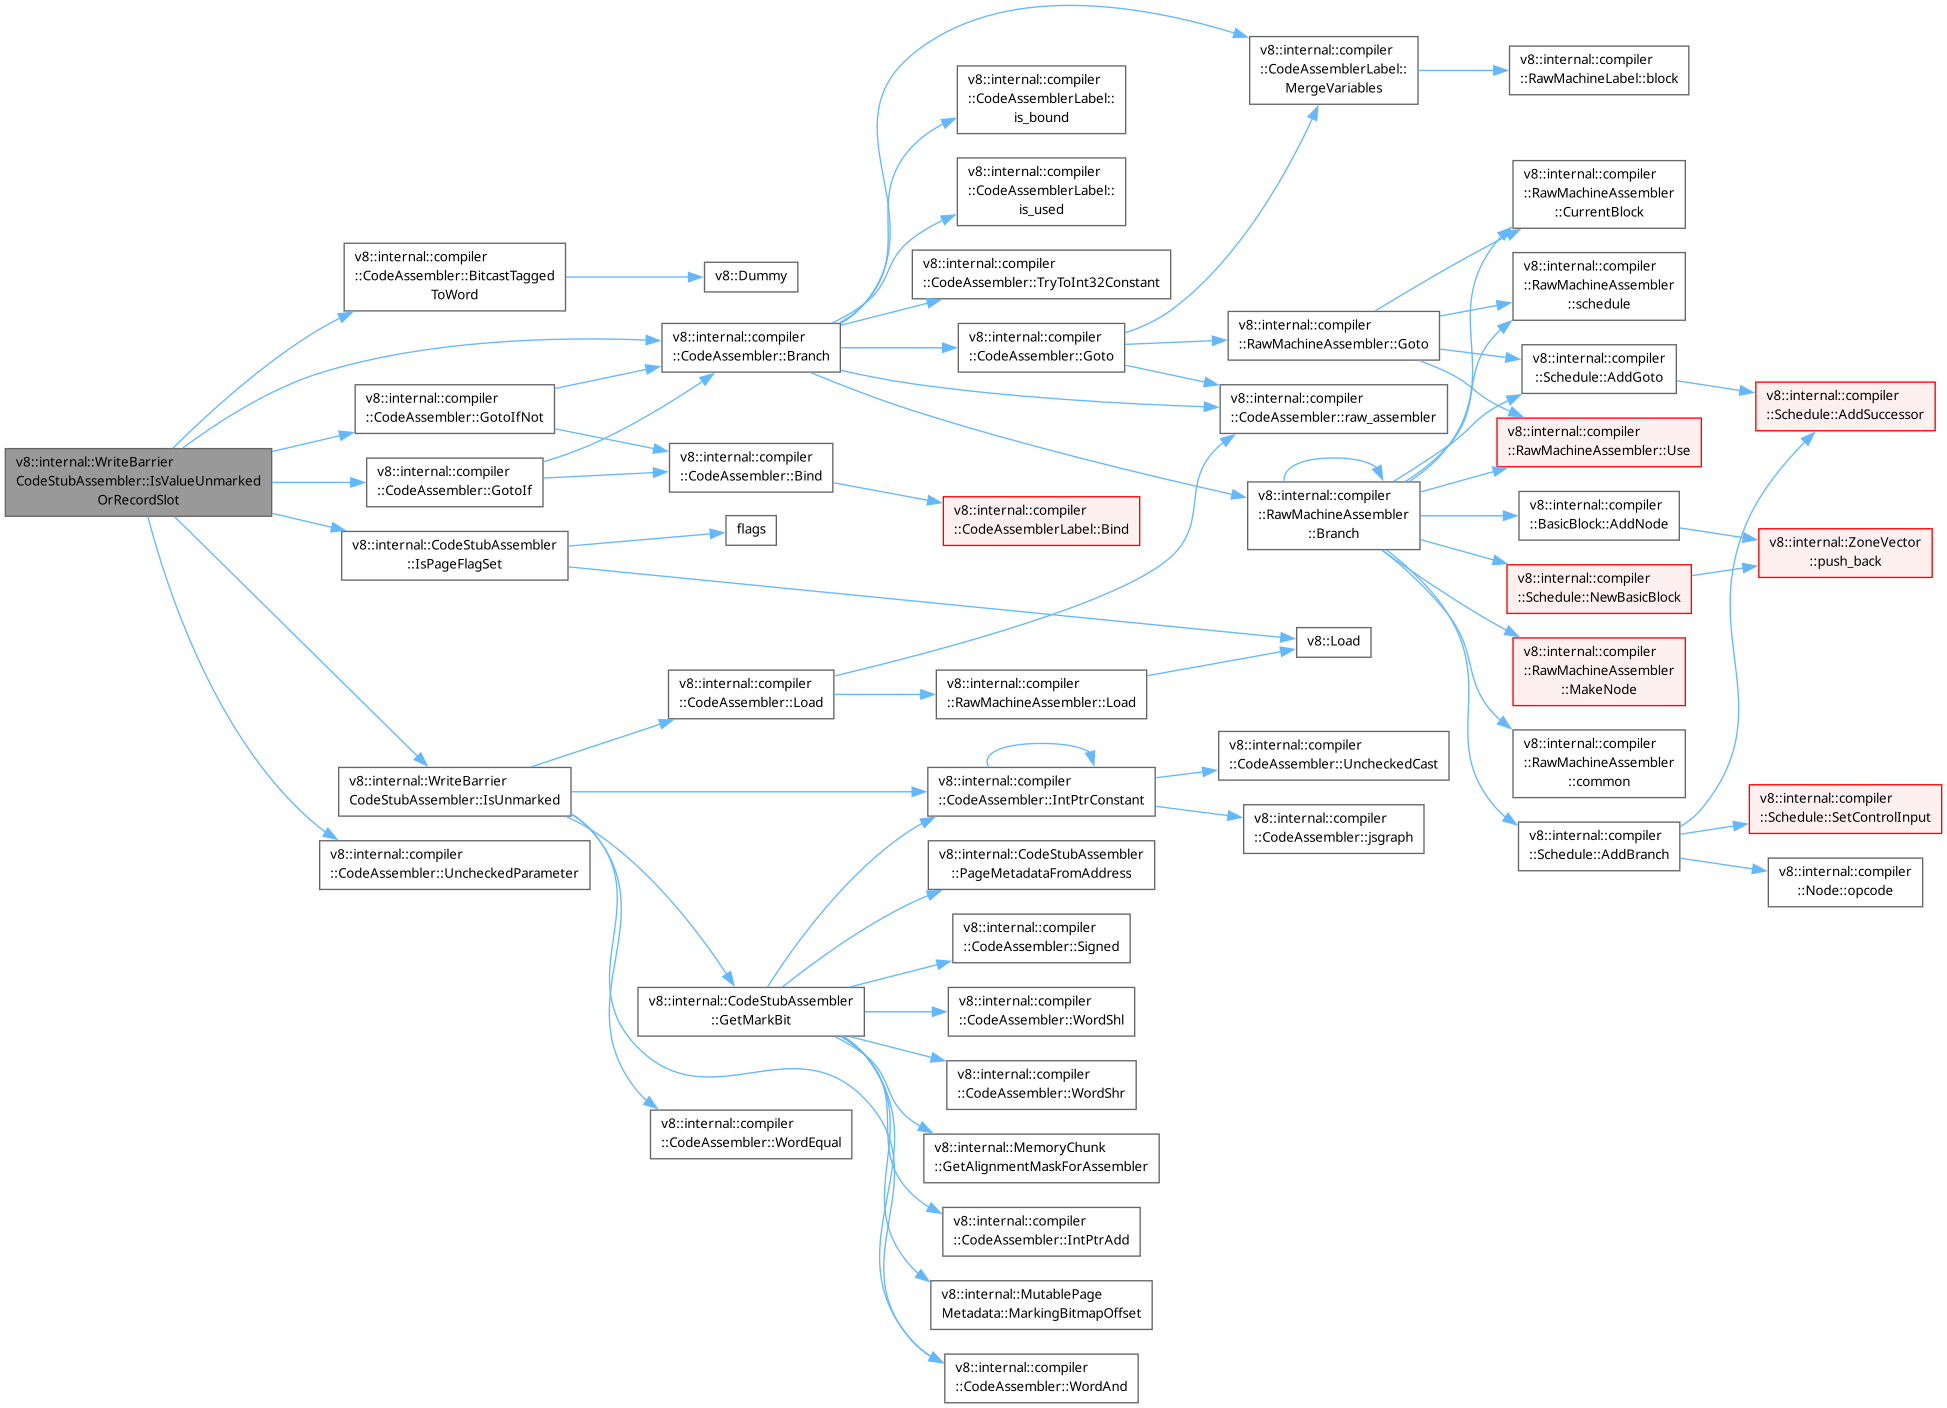 v8::internal::WriteBarrier
CodeStubAssembler::IsValueUnmarked
OrRecordSlot
v8::internal::compiler
::CodeAssembler::BitcastTagged
ToWord
v8::Dummy
v8::internal::compiler
::CodeAssembler::Branch
v8::internal::compiler
::CodeAssemblerLabel::
MergeVariables
v8::internal::compiler
::RawMachineLabel::block
v8::internal::compiler
::CodeAssemblerLabel::
is_bound
v8::internal::compiler
::CodeAssemblerLabel::
is_used
v8::internal::compiler
::CodeAssembler::TryToInt32Constant
v8::internal::compiler
::CodeAssembler::Goto
v8::internal::compiler
::RawMachineAssembler::Goto
v8::internal::compiler
::CodeAssembler::raw_assembler
v8::internal::compiler
::RawMachineAssembler
::CurrentBlock
v8::internal::compiler
::RawMachineAssembler
::schedule
v8::internal::compiler
::Schedule::AddGoto
v8::internal::compiler
::Schedule::AddSuccessor
v8::internal::compiler
::RawMachineAssembler::Use
v8::internal::compiler
::RawMachineAssembler
::Branch
v8::internal::compiler
::BasicBlock::AddNode
v8::internal::ZoneVector
::push_back
v8::internal::compiler
::Schedule::NewBasicBlock
v8::internal::compiler
::RawMachineAssembler
::MakeNode
v8::internal::compiler
::RawMachineAssembler
::common
v8::internal::compiler
::Schedule::AddBranch
v8::internal::compiler
::Schedule::SetControlInput
v8::internal::compiler
::Node::opcode
v8::internal::compiler
::CodeAssembler::GotoIfNot
v8::internal::compiler
::CodeAssembler::GotoIf
v8::internal::compiler
::CodeAssembler::Bind
v8::internal::compiler
::CodeAssemblerLabel::Bind
v8::internal::CodeStubAssembler
::IsPageFlagSet
flags
v8::Load
v8::internal::compiler
::CodeAssembler::Load
v8::internal::compiler
::RawMachineAssembler::Load
v8::internal::WriteBarrier
CodeStubAssembler::IsUnmarked
v8::internal::compiler
::CodeAssembler::UncheckedParameter
v8::internal::compiler
::CodeAssembler::IntPtrConstant
v8::internal::compiler
::CodeAssembler::UncheckedCast
v8::internal::compiler
::CodeAssembler::jsgraph
v8::internal::CodeStubAssembler
::PageMetadataFromAddress
v8::internal::compiler
::CodeAssembler::Signed
v8::internal::CodeStubAssembler
::GetMarkBit
v8::internal::compiler
::CodeAssembler::WordShl
v8::internal::compiler
::CodeAssembler::WordShr
v8::internal::compiler
::CodeAssembler::WordEqual
v8::internal::MemoryChunk
::GetAlignmentMaskForAssembler
v8::internal::compiler
::CodeAssembler::IntPtrAdd
v8::internal::MutablePage
Metadata::MarkingBitmapOffset
v8::internal::compiler
::CodeAssembler::WordAnd